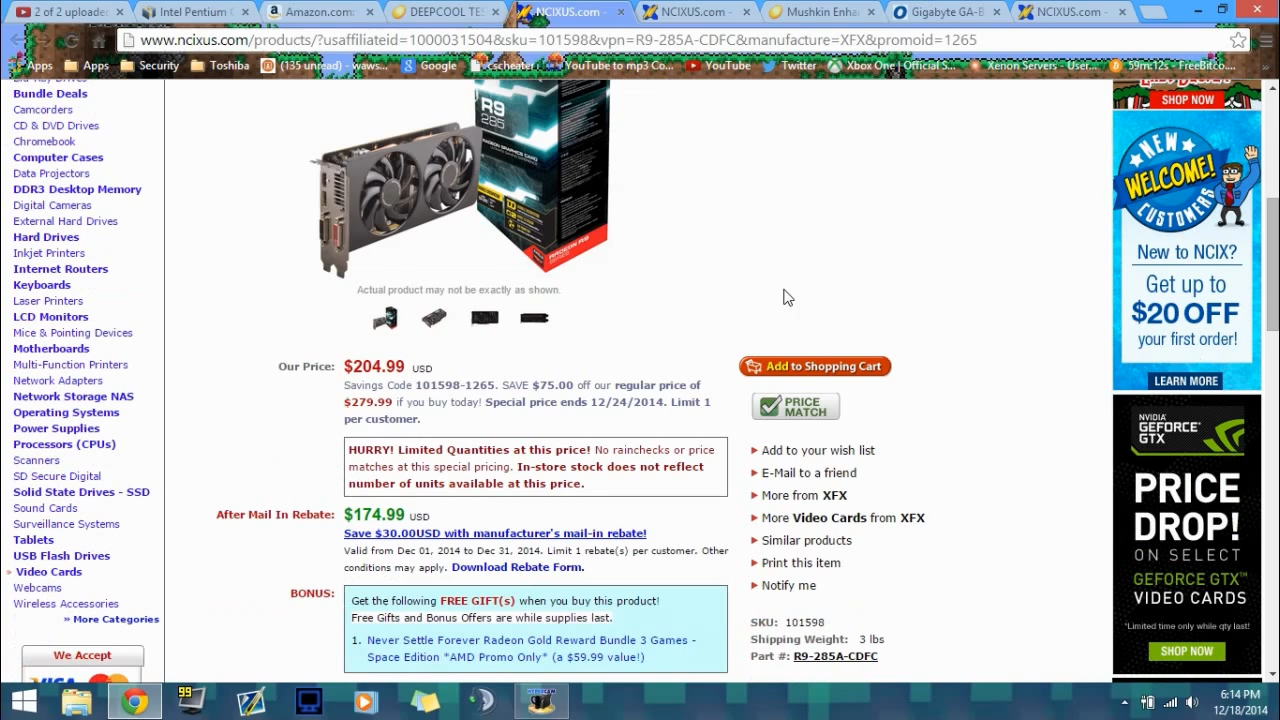 2 of 2 uploaded
Intel Pentium G
Amazon.com:
DEEPCOOL TES
NCIXUS.com -
NCIXUS.com -
Mushkin Enhan
Gigabyte GA-B
NCIXUS.com -
www.ncixus.com/products/?usaffiliateid=1000031504&sku=101598&vpn=R9-285A-CDFC&manufacture=XFX&promoid=1265
Apps
Apps
Security
Toshiba
(135 unread) - waws...
Google
cscheater
YouTube to mp3 Co...
YouTube
Twitter
Xbox One | Official S...
Xenon Servers - User...
59m:12s - FreeBitco...
Bundle Deals
Camcorders
CD & DVD Drives
Chromebook
Computer Cases
Data Projectors
DDR3 Desktop Memory
Digital Cameras
External Hard Drives
Hard Drives
Inkjet Printers
Internet Routers
Keyboards
Laser Printers
LCD Monitors
Mice & Pointing Devices
Motherboards
Multi-Function Printers
Network Adapters
Network Storage NAS
Operating Systems
Power Supplies
Processors (CPUs)
Scanners
SD Secure Digital
Solid State Drives - SSD
Sound Cards
Surveillance Systems
Tablets
USB Flash Drives
» Video Cards
Webcams
Wireless Accessories
» More Categories
We Accept
VISA
R9
285
RADEON R9
Actual product may not be exactly as shown.
Our Price: $204.99 USD
Savings Code 101598-1265. SAVE $75.00 off our regular price of
$279.99 if you buy today! Special price ends 12/24/2014. Limit 1
per customer.
HURRY! Limited Quantities at this price! No rainchecks or price
matches at this special pricing. In-store stock does not reflect
number of units available at this price.
After Mail In Rebate: $174.99 USD
Save $30.00USD with manufacturer's mail-in rebate!
Valid from Dec 01, 2014 to Dec 31, 2014. Limit 1 rebate(s) per customer. Other
conditions may apply. Download Rebate Form.
BONUS:
Get the following FREE GIFT(s) when you buy this product!
Free Gifts and Bonus Offers are while supplies last.
1. Never Settle Forever Radeon Gold Reward Bundle 3 Games -
Space Edition *AMD Promo Only* (a $59.99 value!)
Add to Shopping Cart
PRICE
MATCH
Add to your wish list
E-Mail to a friend
More from XFX
More Video Cards from XFX
Similar products
Print this item
Notify me
SKU: 101598
Shipping Weight: 3 lbs
Part #: R9-285A-CDFC
SHOP NOW
NEW
WELCOME!
CUSTOMERS
New to NCIX?
Get up to
$20 OFF
your first order!
LEARN MORE
NVIDIA
GEFORCE
GTX
PRICE
DROP!
ON SELECT
GEFORCE GTX™
VIDEO CARDS
*Limited time only while qty last!
SHOP NOW
99
6:14 PM
12/18/2014